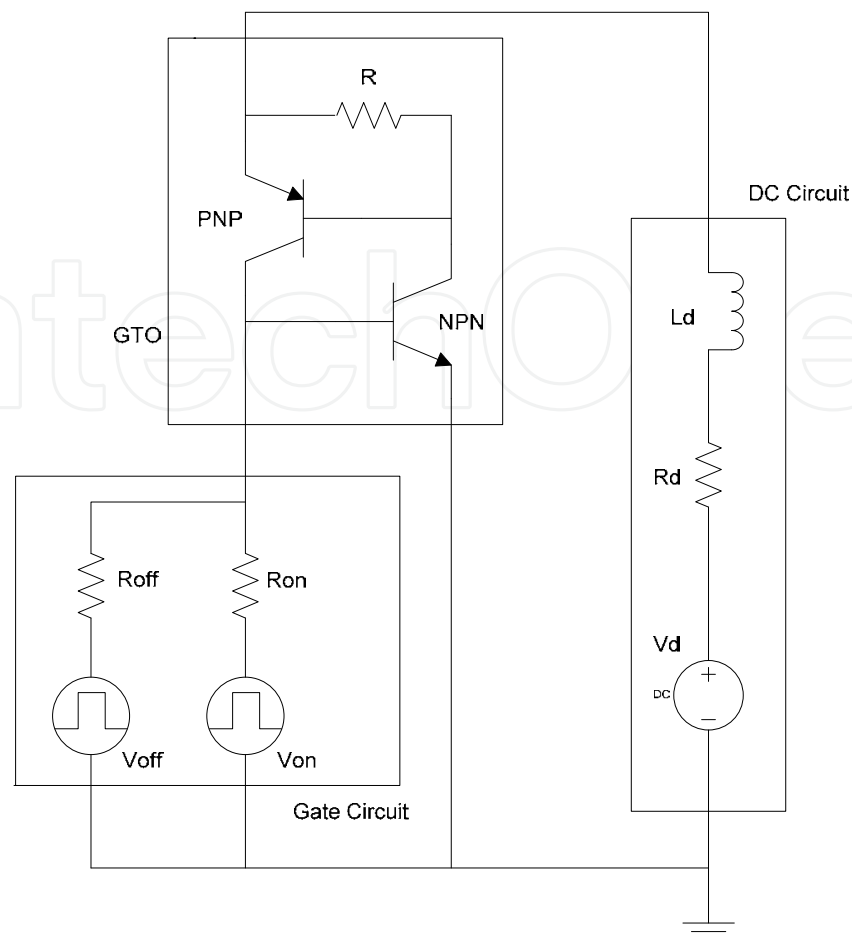 R
DC Circuit
PNP
Ld
NPN
GTO
Rd
Roff
Ron
Vd
+
DC
−
Voff
Von
Gate Circuit